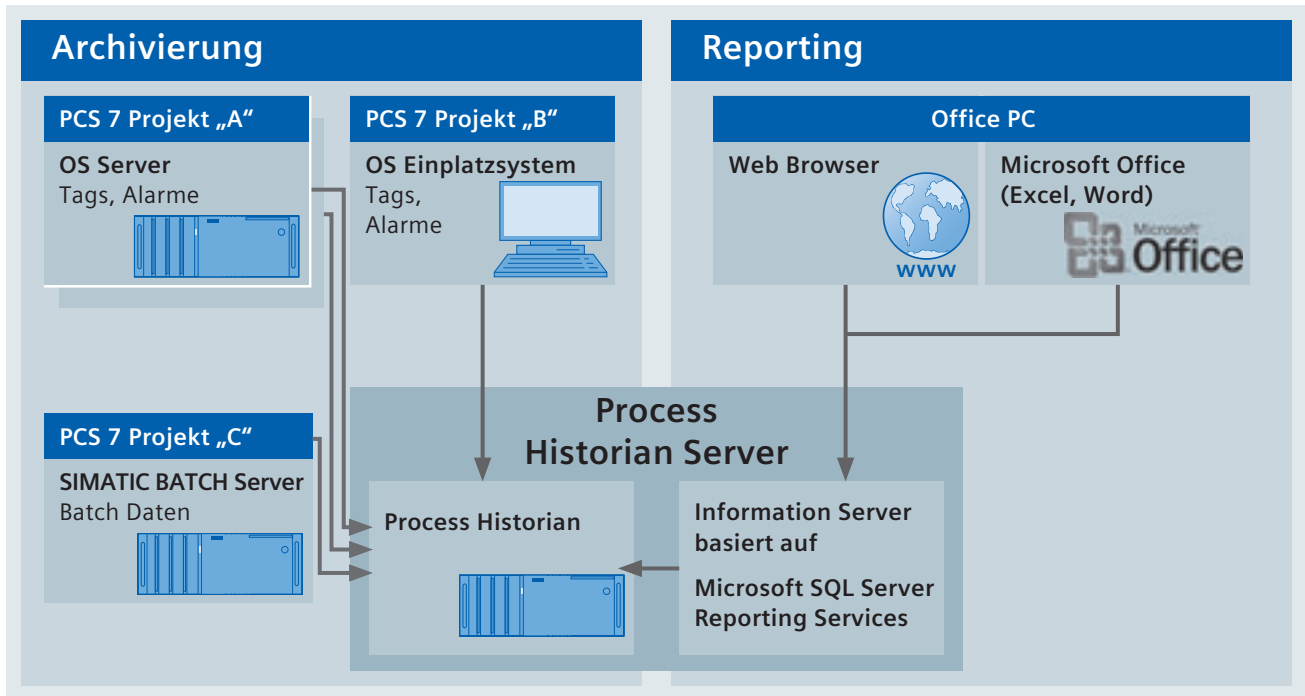 Archivierung
Reporting
PCS 7 Projekt „A“
OS Server
Tags, Alarme
PCS 7 Projekt „B“
OS Einplatzsystem
Tags,
Alarme
Office PC
Web Browser
www
Microsoft Office
(Excel, Word)
Microsoft
Office
PCS 7 Projekt „C“
SIMATIC BATCH Server
Batch Daten
Process
Historian Server
Process Historian
Information Server
basiert auf
Microsoft SQL Server
Reporting Services